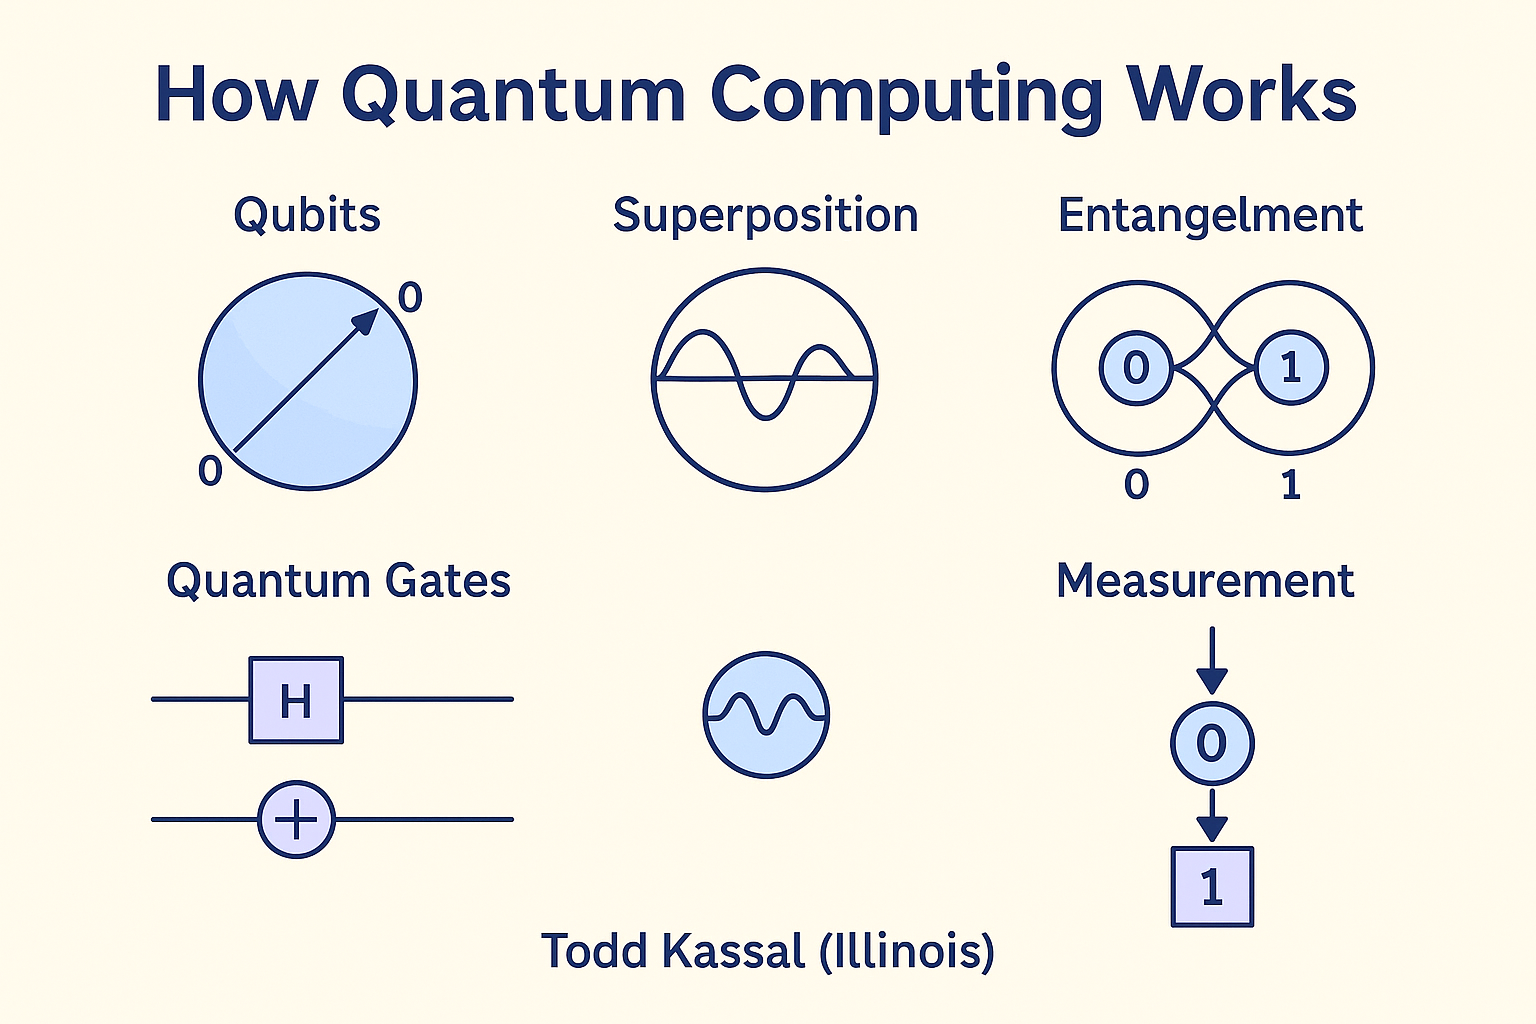 How Quantum Computing Works
Qubits
0
0
Superposition
Entangelment
0 1
0 1
Quantum Gates
H
+
Measurement
0
1
Todd Kassal (Illinois)